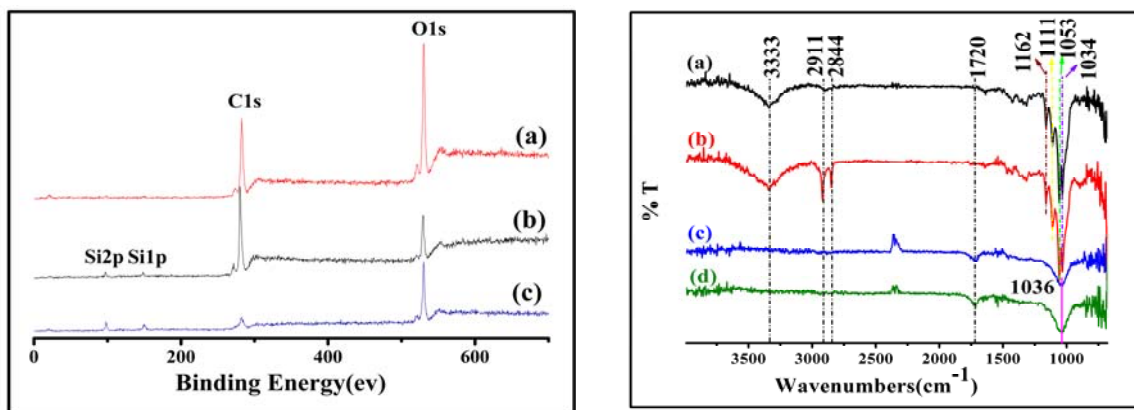 O1s
C1s
(a)
(b)
Si2p Si1p
(c)
0 200 400 600
Binding Energy(ev)
3333
2911
2844
1720
1162
1111
1053
1034
(a)
(b)
% T
(c)
(d)
1036
3500 3000 2500 2000 1500 1000
Wavenumbers(cm-1)